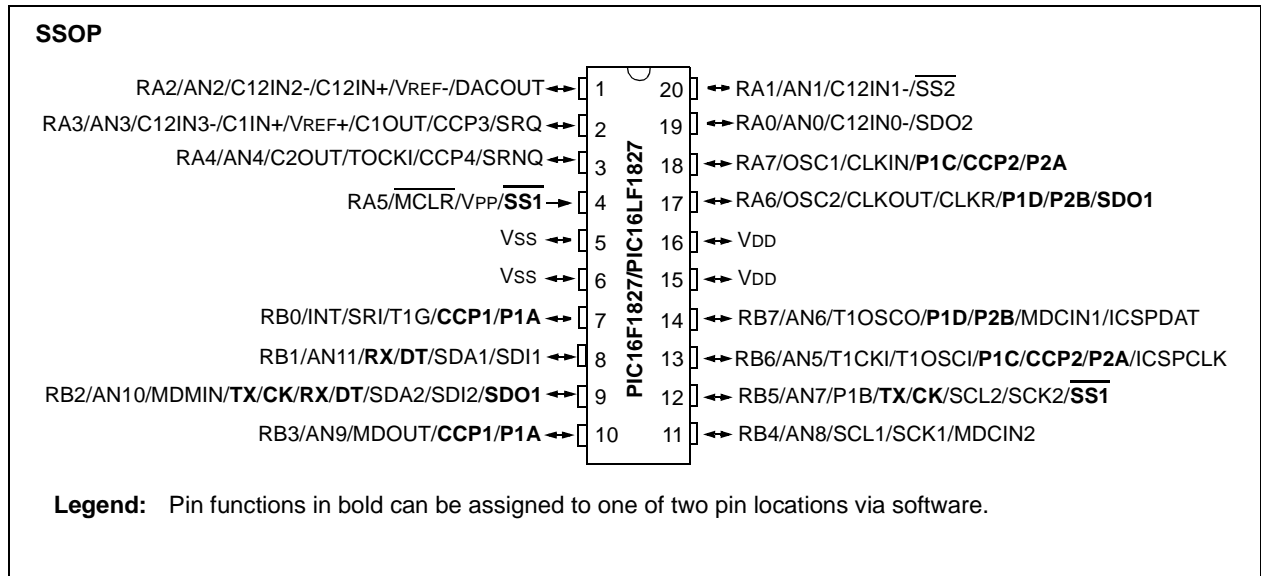 SSOP
RA2/AN2/C12IN2-/C12IN+/VREF-/DACOUT
RA3/AN3/C12IN3-/C1IN+/VREF+/C1OUT/CCP3/SRQ
RA4/AN4/C2OUT/TOCKI/CCP4/SRNQ
RA5/MCLR/VPP/SS1
VSS
VSS
RB0/INT/SRI/T1G/CCP1/P1A
RB1/AN11/RX/DT/SDA1/SDI1
RB2/AN10/MDMIN/TX/CK/RX/DT/SDA2/SDI2/SDO1
RB3/AN9/MDOUT/CCP1/P1A
1
2
3
4
5
6
7
8
9
10
PIC16F1827/PIC16LF1827
20
19
18
17
16
15
14
13
12
11
RA1/AN1/C12IN1-/SS2
RA0/AN0/C12IN0-/SDO2
RA7/OSC1/CLKIN/P1C/CCP2/P2A
RA6/OSC2/CLKOUT/CLKR/P1D/P2B/SDO1
VDD
VDD
RB7/AN6/T1OSCO/P1D/P2B/MDCIN1/ICSPDAT
RB6/AN5/T1CKI/T1OSCI/P1C/CCP2/P2A/ICSPCLK
RB5/AN7/P1B/TX/CK/SCL2/SCK2/SS1
RB4/AN8/SCL1/SCK1/MDCIN2
Legend: Pin functions in bold can be assigned to one of two pin locations via software.